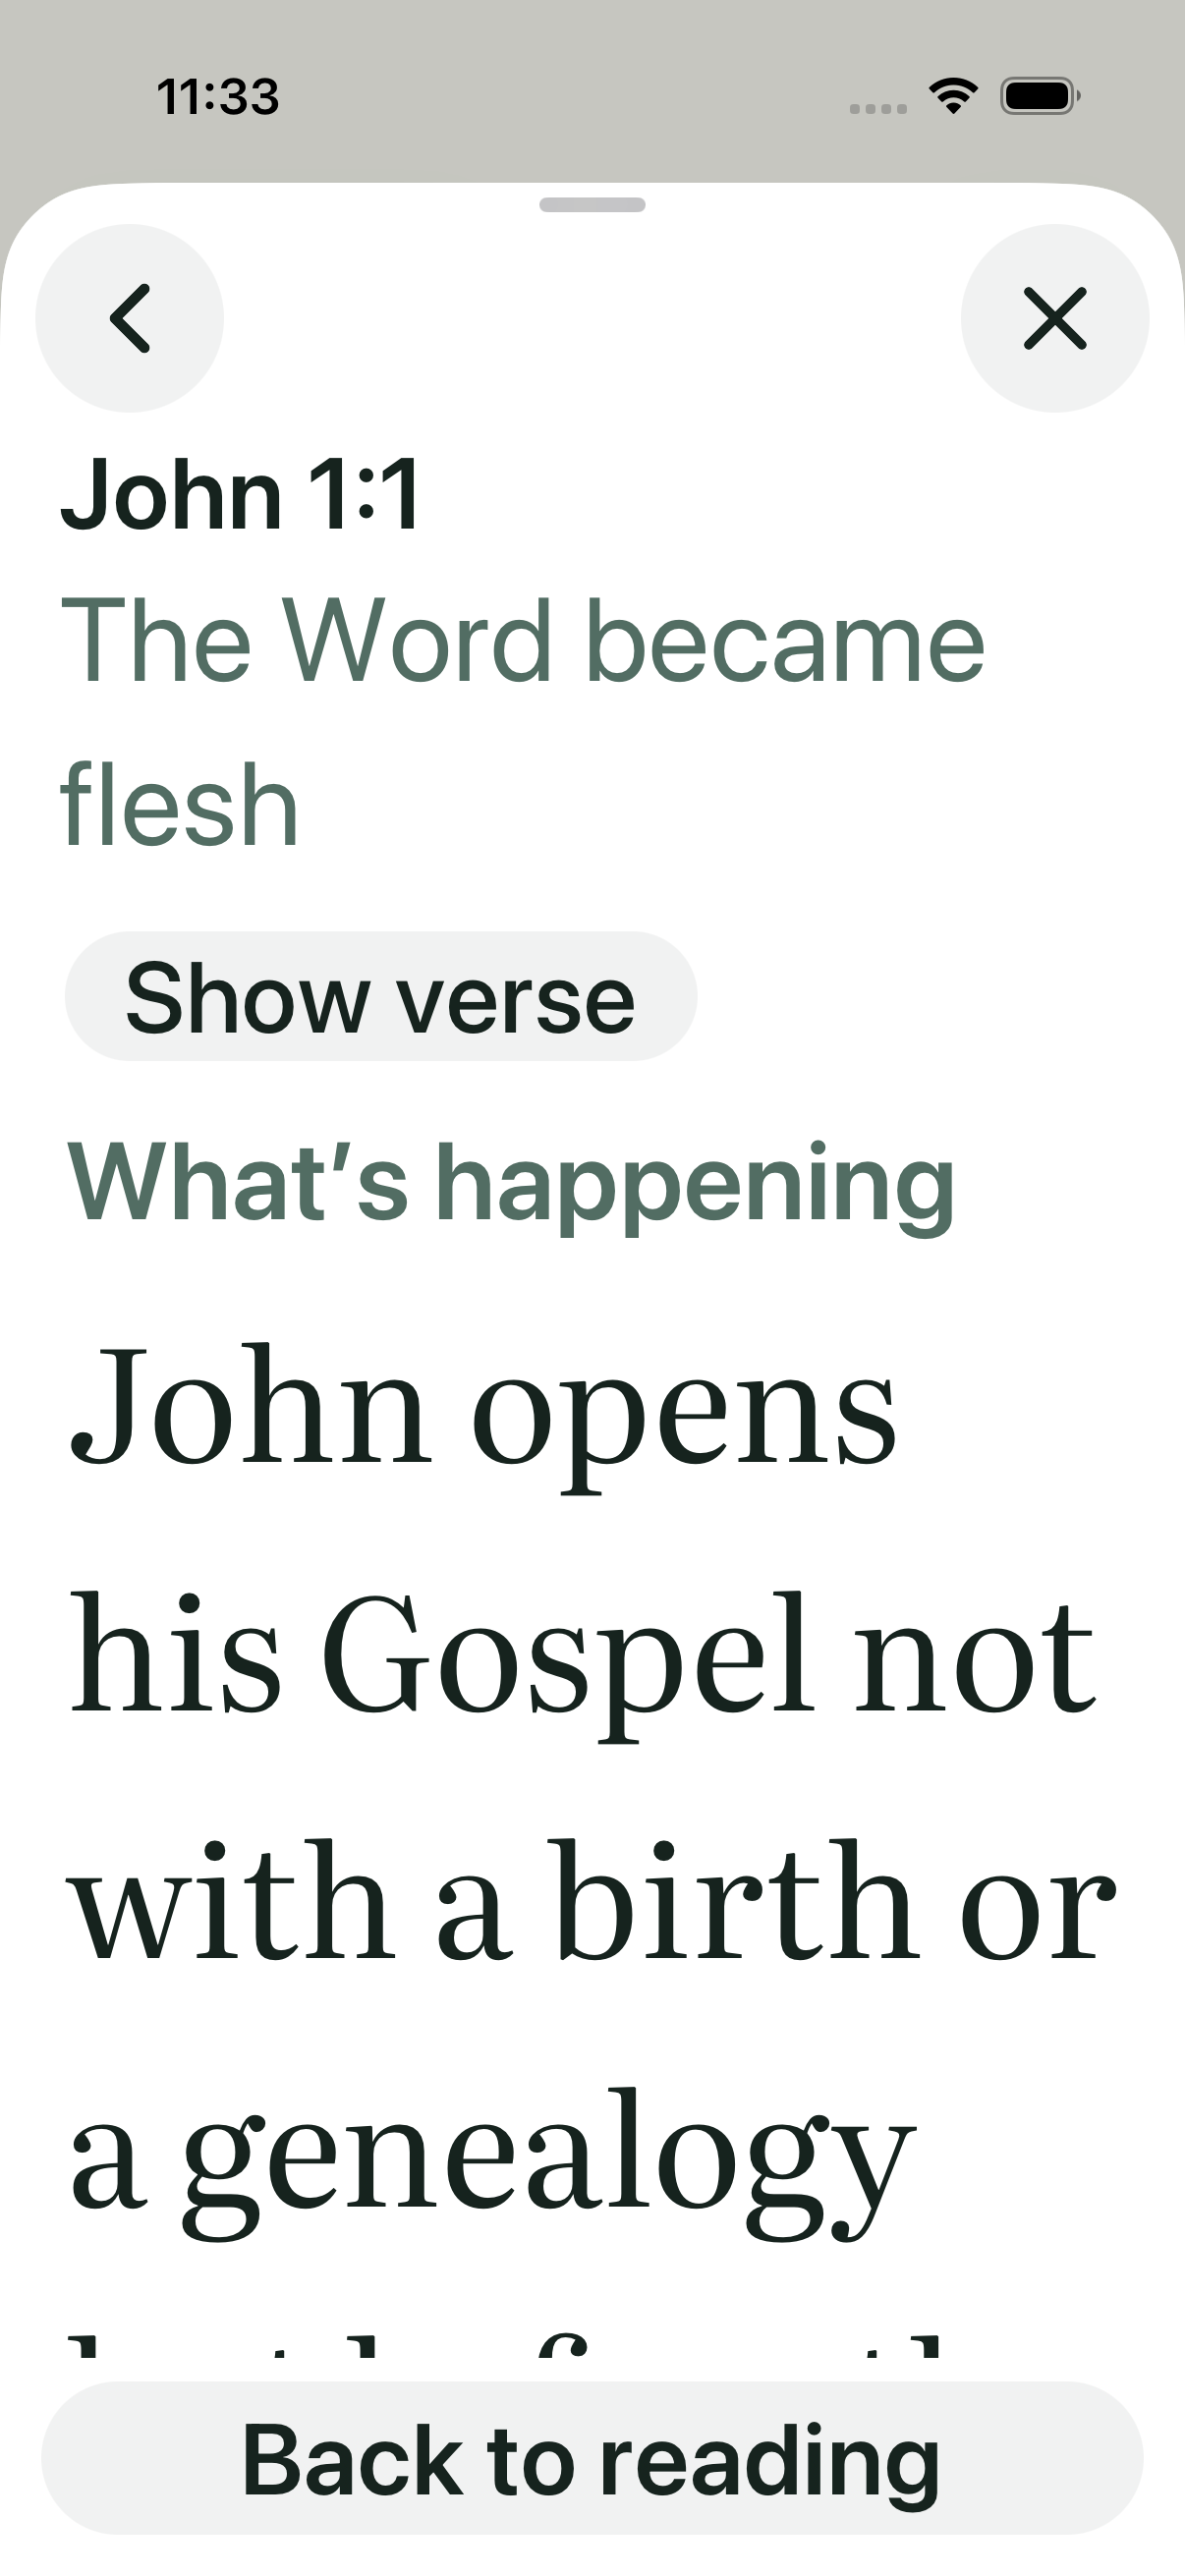 11:33
John 1:1
The Word became
flesh
Show verse
What’s happening
John opens
his Gospel not
with a birth or
a genealogy
Back to reading